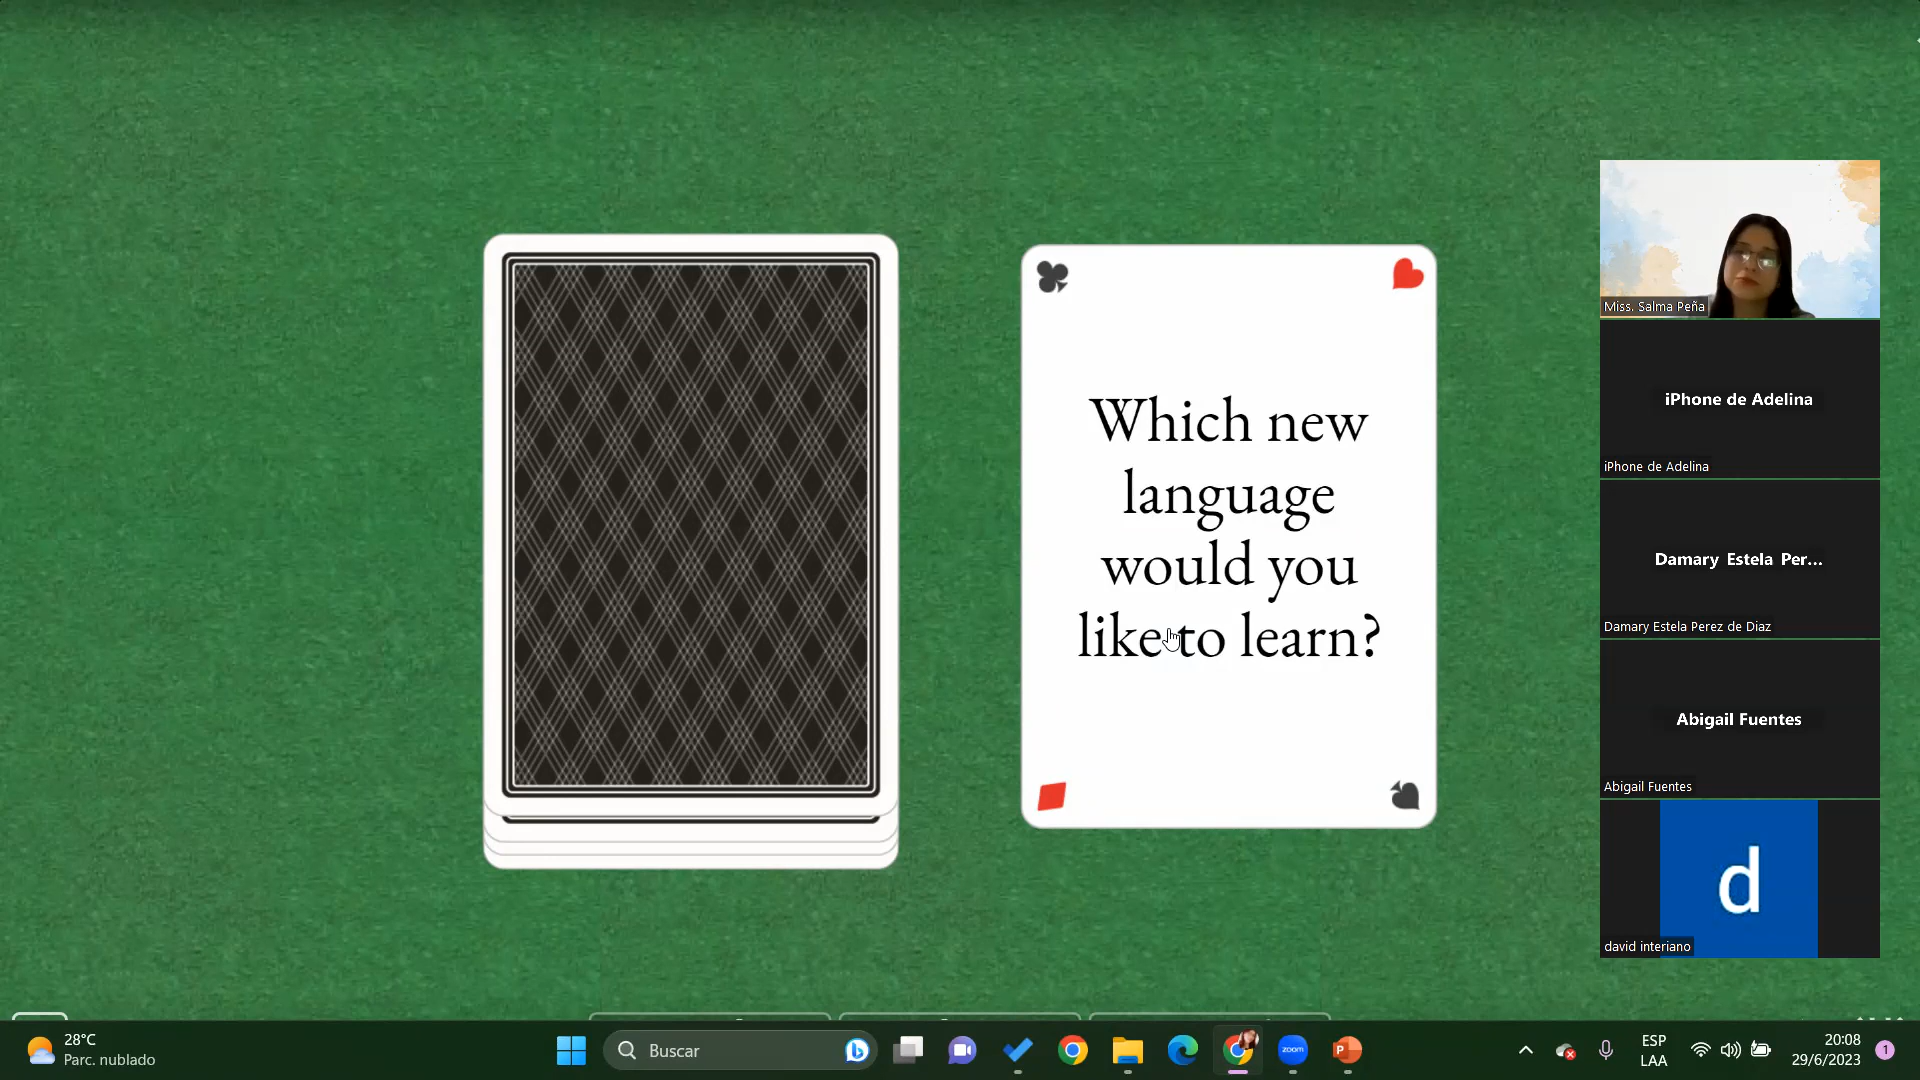 Which new
language
would you
like to learn?
Miss. Salma Peña
iPhone de Adelina
iPhone de Adelina
Damary Estela Per...
Damary Estela Perez de Diaz
Abigail Fuentes
Abigail Fuentes
d
david interiano
28°C
Parc. nublado
Buscar
zoom
P
ESP
LAA
20:08
29/6/2023
1